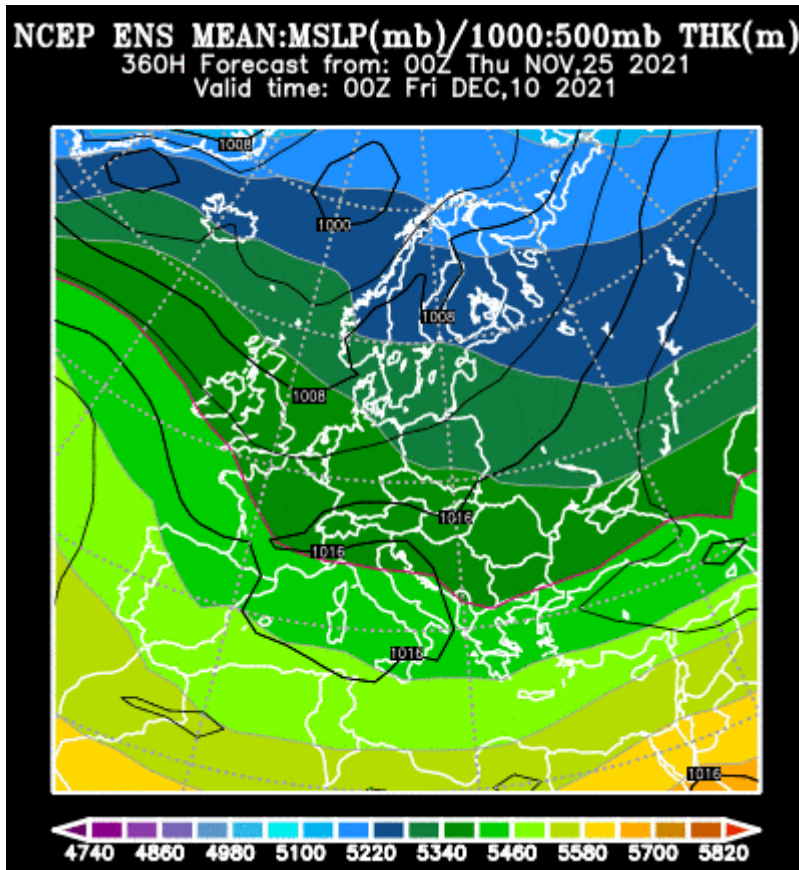 NCEP ENS MEAN:MSLP(mb)/1000:500mb THK(m)
360H Forecast from: 00Z Thu NOV,25 2021
Valid time: 00Z Fri DEC,10 2021
1008
1000
1008
1008
1016
1016
1016
1016
4740 4860 4980 5100 5220 5340 5460 5580 5700 5820